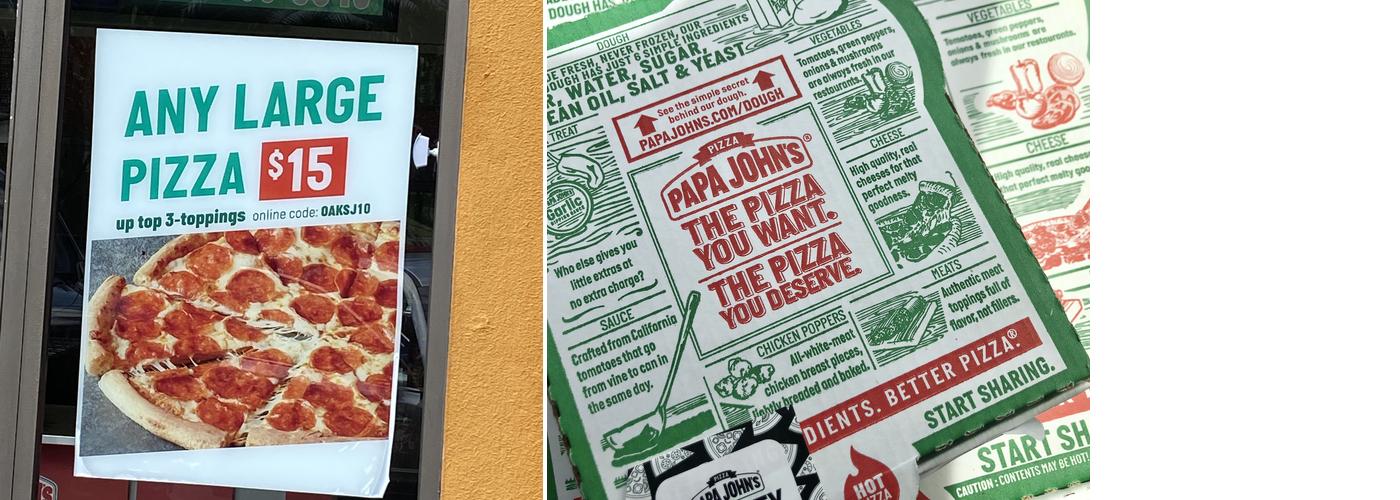 ANY LARGE
PIZZA $15
up top 3-toppings online code: OAKSJ10
DOUGH HAS
DOUGH
FRESH, NEVER FROZEN, OUR
DOUGH HAS JUST 6 SIMPLE INGREDIENTS
WATER, SUGAR,
OIL, SALT & YEAST
See the simple secret
behind our dough.
PAPAJOHNS.COM/DOUGH
VEGETABLES
Tomatoes, green peppers,
onions & mushrooms
are always fresh in our
restaurants.
TREAT
Garlic
Who else gives you
little extras at
no extra charge?
PIZZA
PAPA JOHN'S®
THE PIZZA
YOU WANT.
THE PIZZA
YOU DESERVE.
CHEESE
High quality, real
cheeses for that
perfect melty
goodness.
SAUCE
Crafted from California
tomatoes that go
from vine to can in
the same day.
CHICKEN POPPERS
All-white-meat
chicken breast pieces,
lightly breaded and baked.
MEATS
Authentic meat
toppings full of
flavor, not fillers.
DIENTS. BETTER PIZZA.®
START SHARING.
PIZZA
PAPA JOHN'S
HOT
PIZZA
VEGETABLES
Tomatoes, green peppers,
onions & mushrooms are
always fresh in our restaurants.
CHEESE
High quality, real cheeses
that perfect melty
START SH
CAUTION: CONTENTS MAY BE HOT!